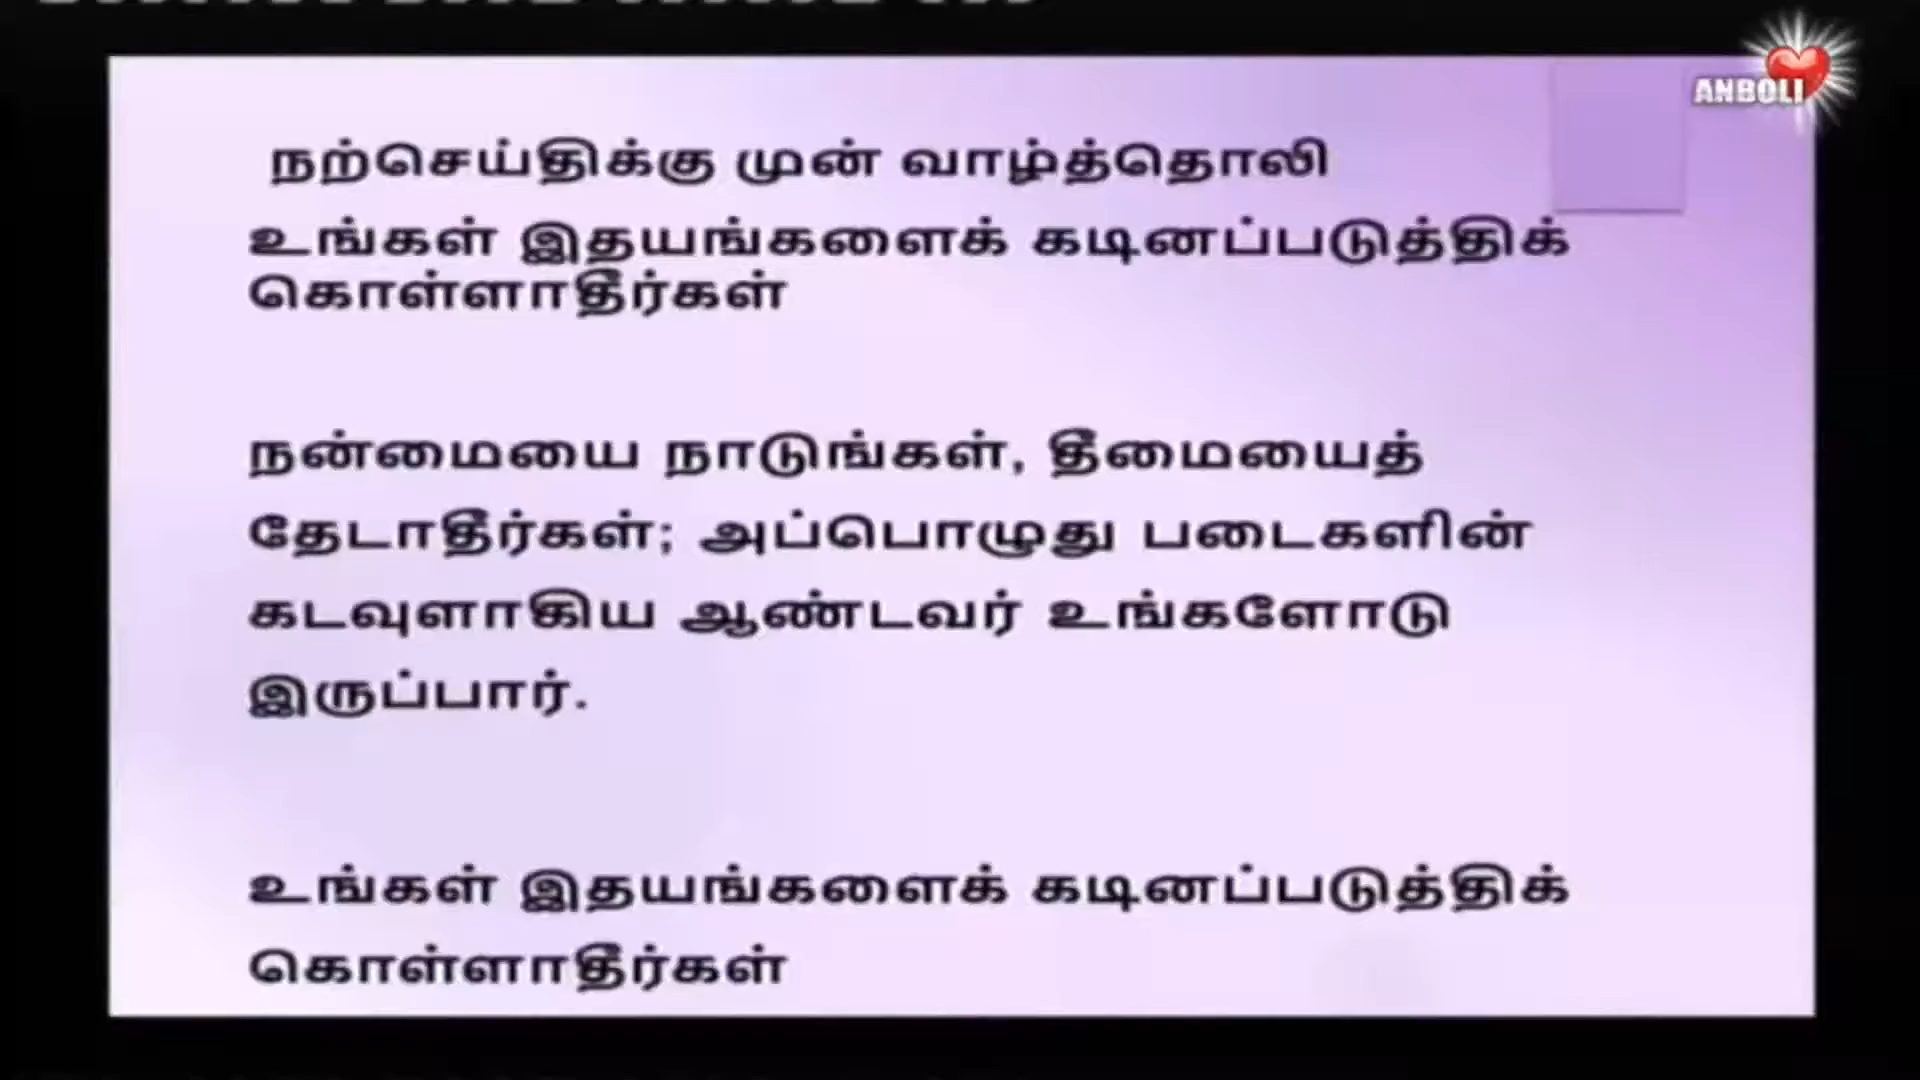 ANBOLI
நற்செய்திக்கு முன் வாழ்த்தொலி
உங்கள் இதயங்களைக் கடினப்படுத்திக்
கொள்ளாதீர்கள்
நன்மையை நாடுங்கள், தீமையைத்
தேடாதீர்கள்; அப்பொழுது படைகளின்
கடவுளாகிய ஆண்டவர் உங்களோடு
இருப்பார்.
உங்கள் இதயங்களைக் கடினப்படுத்திக்
கொள்ளாதீர்கள்